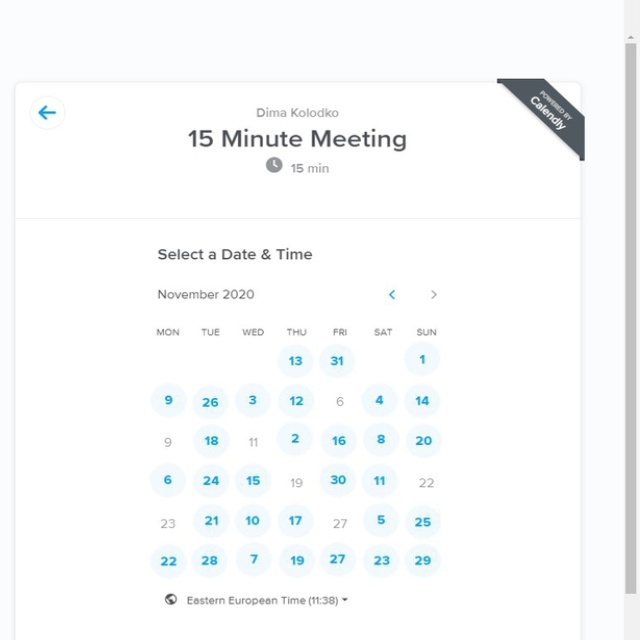 POWERED BY
Calendly
Dima Kolodko
15 Minute Meeting
15 min
Select a Date & Time
November 2020
MON TUE WED THU FRI SAT SUN
13 31 1
9 26 3 12 6 4 14
9 18 11 2 16 8 20
6 24 15 19 30 11 22
23 21 10 17 27 5 25
22 28 7 19 27 23 29
Eastern European Time (11:38)